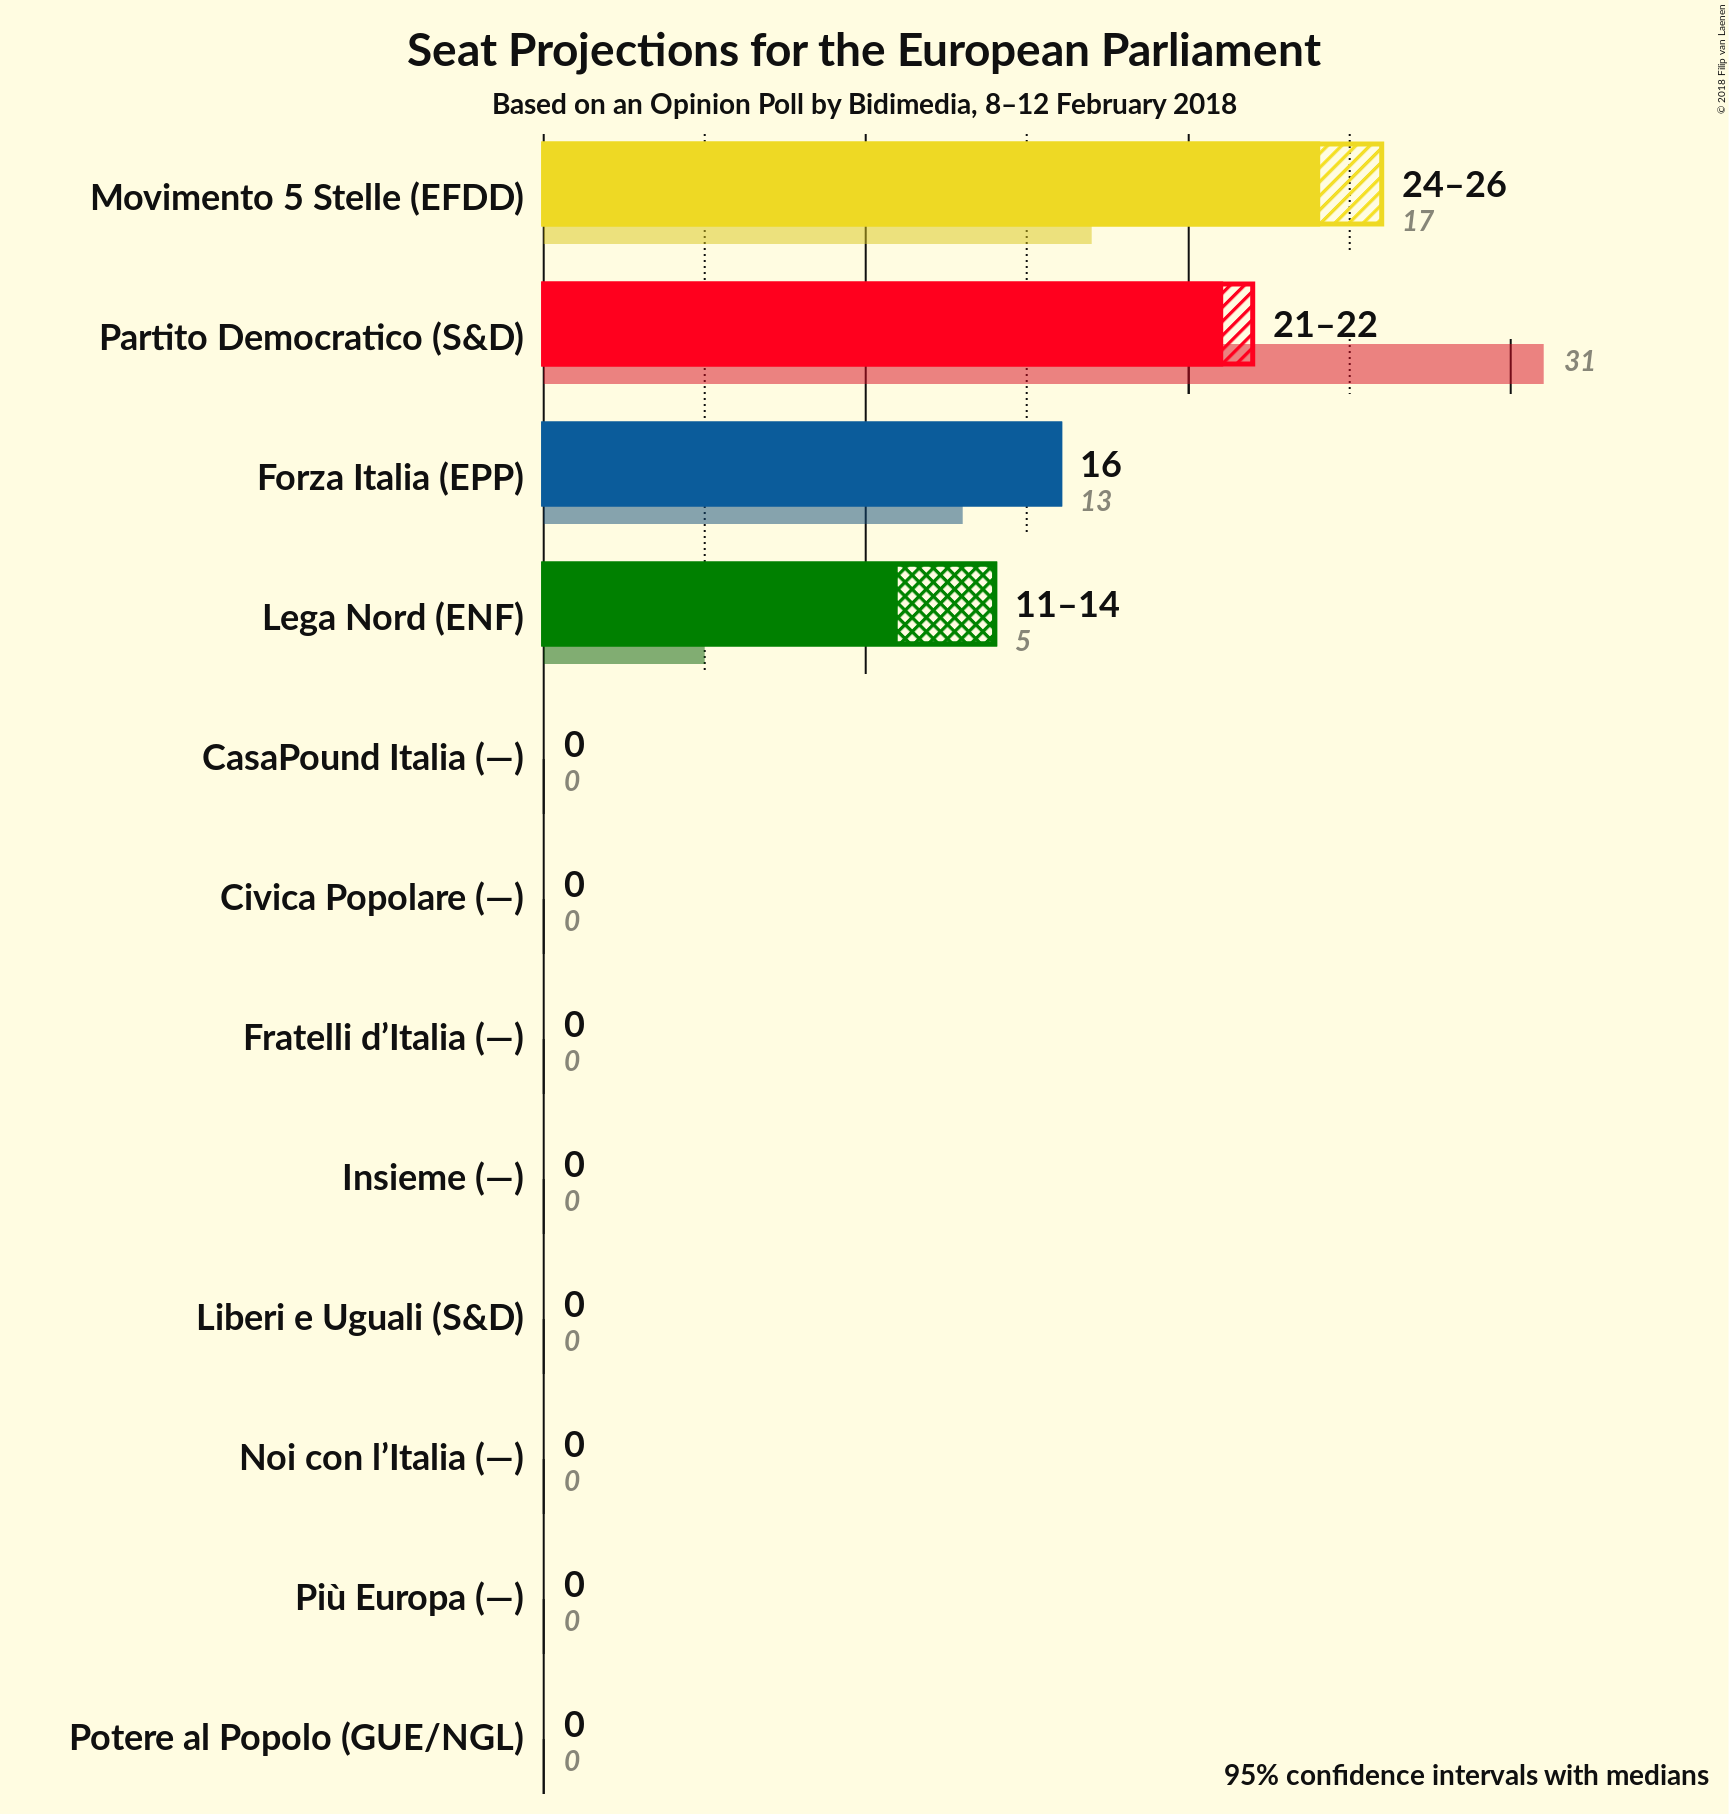 Seat Projections for the European Parliament
Based on an Opinion Poll by Bidimedia, 8–12 February 2018
© 2018 Filip van Laenen
Movimento 5 Stelle (EFDD)
24–26
17
Partito Democratico (S&D)
21–22
31
Forza Italia (EPP)
16
13
Lega Nord (ENF)
11–14
5
CasaPound Italia (—)
0
0
Civica Popolare (—)
0
0
Fratelli d’Italia (—)
0
0
Insieme (—)
0
0
Liberi e Uguali (S&D)
0
0
Noi con l’Italia (—)
0
0
Più Europa (—)
0
0
Potere al Popolo (GUE/NGL)
0
0
95% confidence intervals with medians